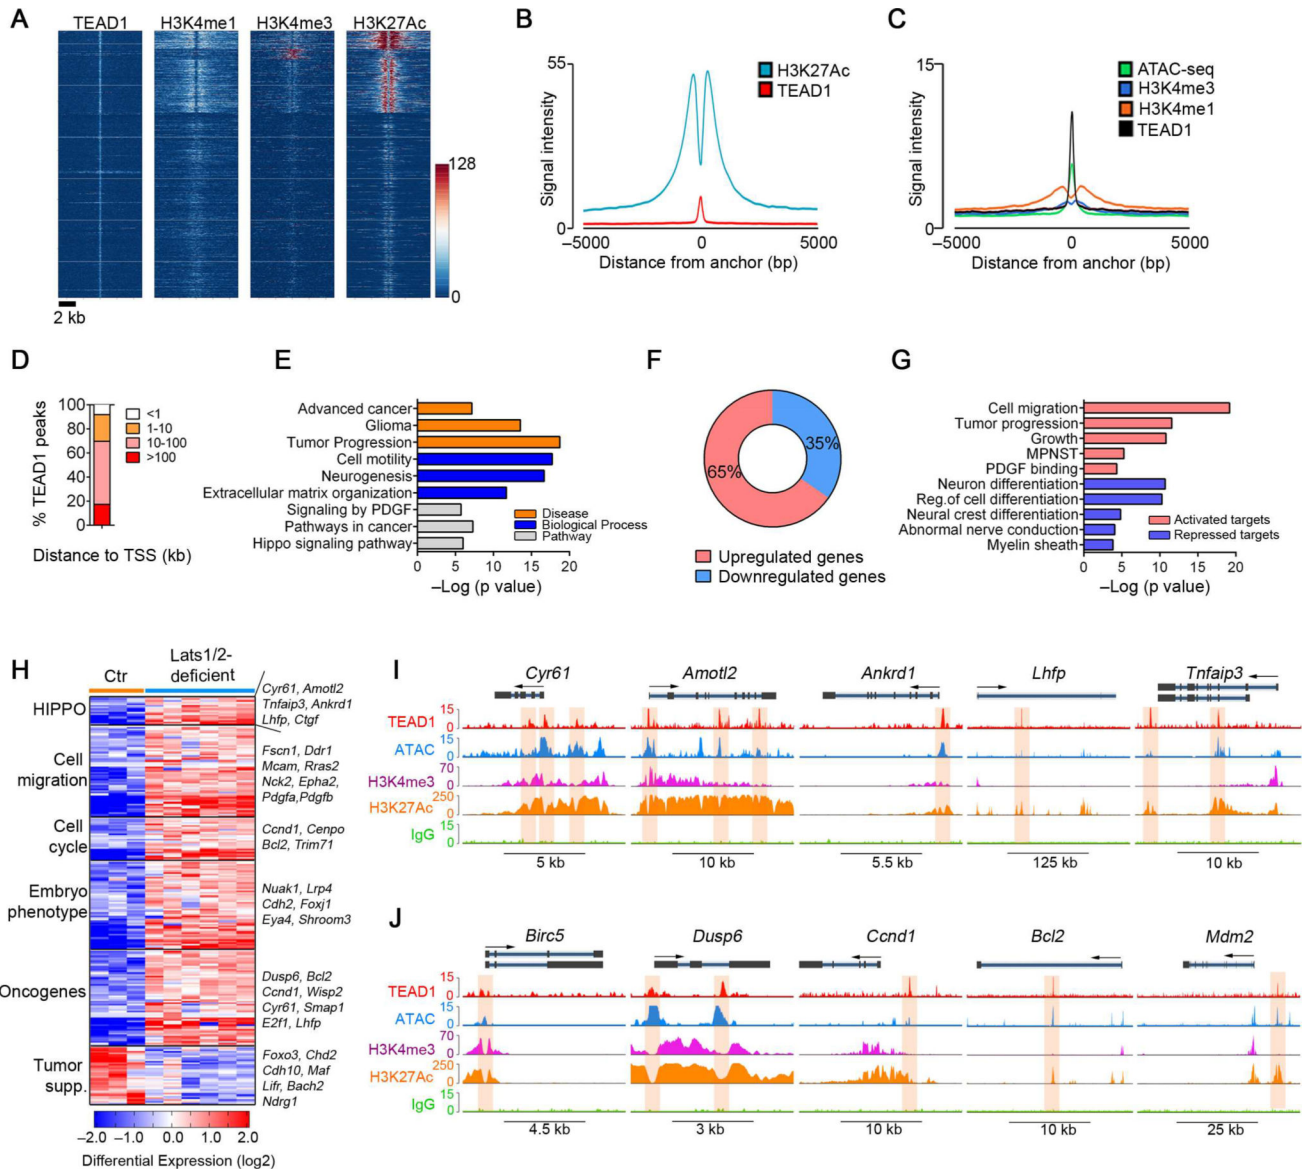 A
TEAD1 H3K4me1 H3K4me3 H3K27Ac
128
0
2 kb
B
55
Signal intensity
0
H3K27Ac
TEAD1
–5000 0 5000
Distance from anchor (bp)
C
15
Signal intensity
0
ATAC-seq
H3K4me3
H3K4me1
TEAD1
–5000 0 5000
Distance from anchor (bp)
D
% TEAD1 peaks
100
80
60
40
20
0
<1
1-10
10-100
>100
Distance to TSS (kb)
E
Advanced cancer
Glioma
Tumor Progression
Cell motility
Neurogenesis
Extracellular matrix organization
Signaling by PDGF
Pathways in cancer
Hippo signaling pathway
Disease
Biological Process
Pathway
0 5 10 15 20
–Log (p value)
F
35%
65%
Upregulated genes
Downregulated genes
G
Cell migration
Tumor progression
Growth
MPNST
PDGF binding
Neuron differentiation
Reg.of cell differentiation
Neural crest differentiation
Abnormal nerve conduction
Myelin sheath
Activated targets
Repressed targets
0 5 10 15 20
–Log (p value)
H
Ctr
Lats1/2-
deficient
HIPPO
Cyr61, Amotl2
Tnfaip3, Ankrd1
Lhfp, Ctgf
Cell
migration
Fscn1, Ddr1
Mcam, Rras2
Nck2, Epha2,
Pdgfa,Pdgfb
Cell
cycle
Ccnd1, Cenpo
Bcl2, Trim71
Embryo
phenotype
Nuak1, Lrp4
Cdh2, Foxj1
Eya4, Shroom3
Oncogenes
Dusp6, Bcl2
Ccnd1, Wisp2
Cyr61, Smap1
E2f1, Lhfp
Tumor
supp.
Foxo3, Chd2
Cdh10, Maf
Lifr, Bach2
Ndrg1
–2.0 –1.0 0.0 1.0 2.0
Differential Expression (log2)
I
Cyr61 Amotl2 Ankrd1 Lhfp Tnfaip3
TEAD1 15
0
ATAC 15
0
H3K4me3 70
0
H3K27Ac 250
0
IgG 15
0
5 kb 10 kb 5.5 kb 125 kb 10 kb
J
Birc5 Dusp6 Ccnd1 Bcl2 Mdm2
TEAD1 15
0
ATAC 15
0
H3K4me3 70
0
H3K27Ac 250
0
IgG 15
0
4.5 kb 3 kb 10 kb 10 kb 25 kb